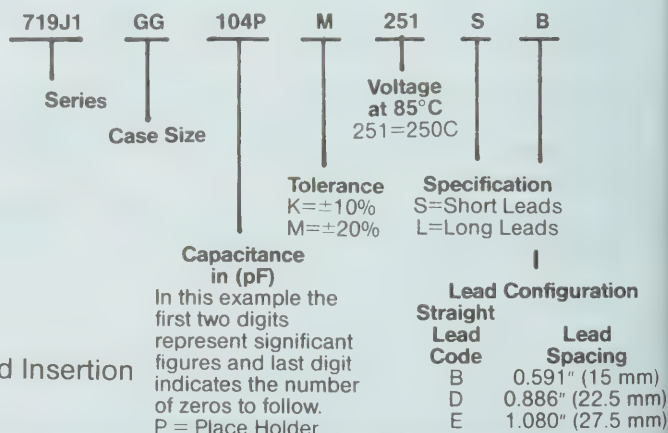 719J1 GG 104P M 251 S B
Series
Case Size
Voltage
at 85°C
251=250C
Tolerance
K=±10%
M=±20%
Specification
S=Short Leads
L=Long Leads
Capacitance
in (pF)
In this example the
first two digits
represent significant
figures and last digit
indicates the number
of zeros to follow.
P = Place Holder
Lead Configuration
Straight
Lead Lead
Code Spacing
B 0.591" (15 mm)
D 0.886" (22.5 mm)
E 1.080" (27.5 mm)
d Insertion